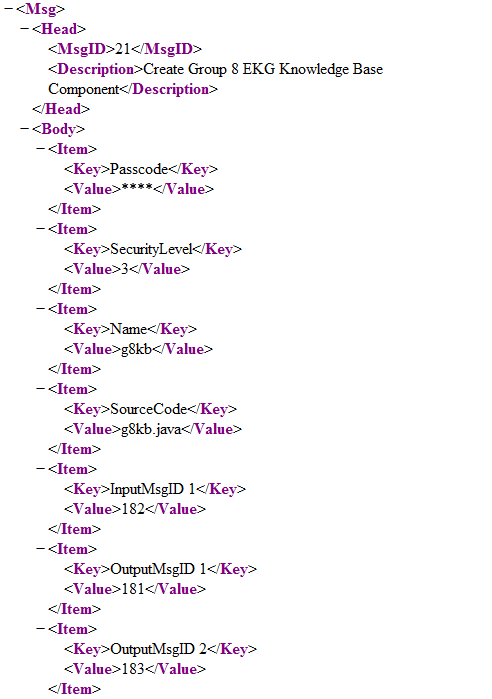 − <Msg>
− <Head>
<MsgID>21</MsgID>
<Description>Create Group 8 EKG Knowledge Base
Component</Description>
</Head>
− <Body>
− <Item>
<Key>Passcode</Key>
<Value>****</Value>
</Item>
− <Item>
<Key>SecurityLevel</Key>
<Value>3</Value>
</Item>
− <Item>
<Key>Name</Key>
<Value>g8kb</Value>
</Item>
− <Item>
<Key>SourceCode</Key>
<Value>g8kb.java</Value>
</Item>
− <Item>
<Key>InputMsgID 1</Key>
<Value>182</Value>
</Item>
− <Item>
<Key>OutputMsgID 1</Key>
<Value>181</Value>
</Item>
− <Item>
<Key>OutputMsgID 2</Key>
<Value>183</Value>
</Item>